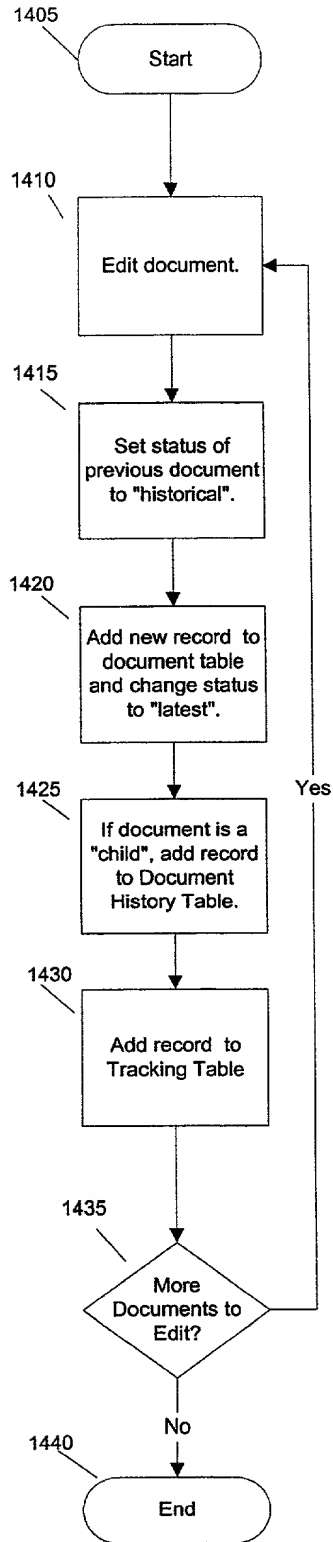 1405
Start
1410
Edit document.
1415
Set status of
previous document
to "historical".
1420
Add new record to
document table
and change status
to "latest".
Yes
1425
If document is a
"child", add record
to Document
History Table.
1430
Add record to
Tracking Table
1435
More
Documents to
Edit?
No
1440
End